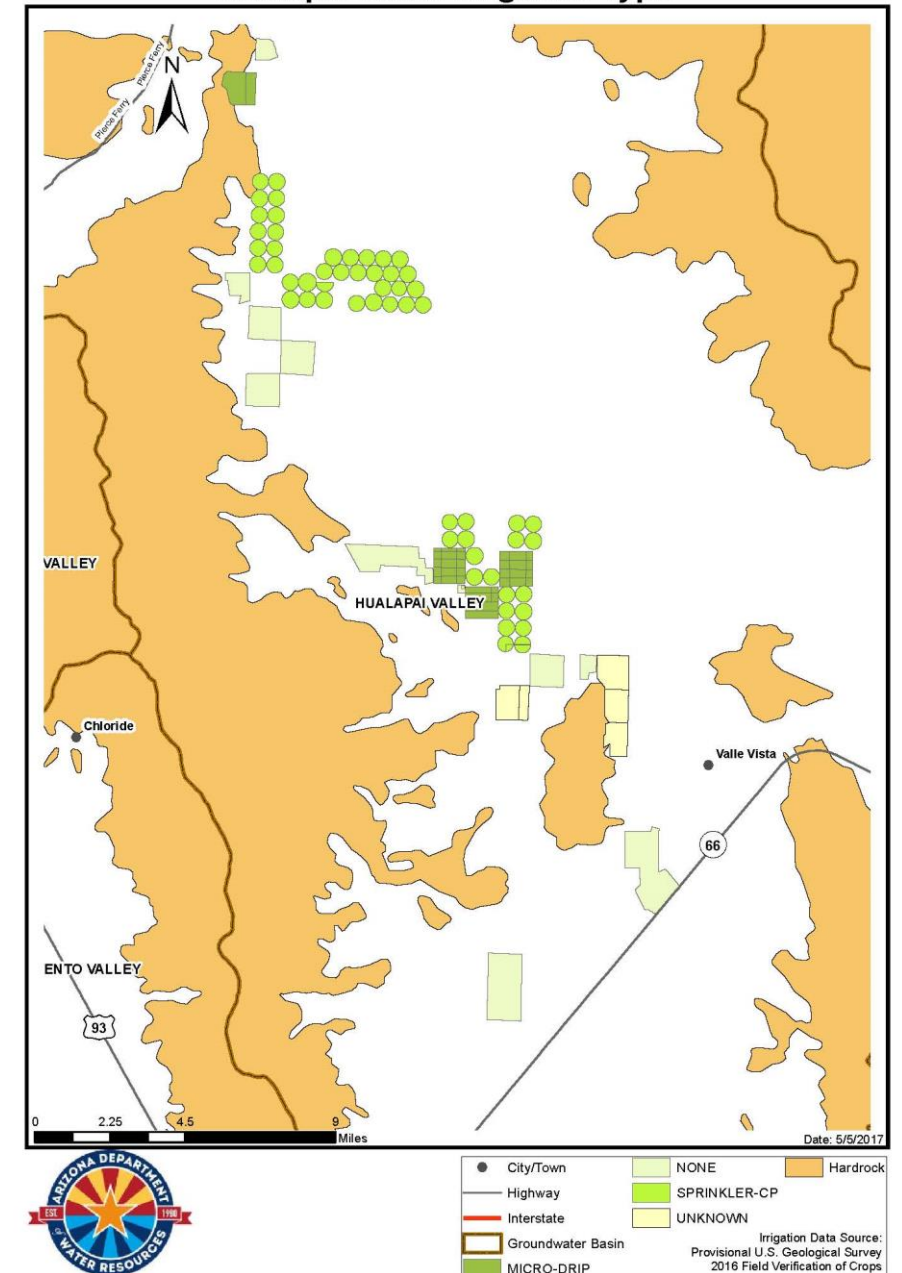 Pierce Ferry
Pierce Ferry
N
VALLEY
HUALAPAI VALLEY
Chloride
Valle Vista
66
ENTO VALLEY
93
0 2.25 4.5 9
Miles
Date: 5/5/2017
ARIZONA DEPARTMENT
EST. 1980
of WATER RESOURCES
City/Town
Highway
Interstate
Groundwater Basin
MICRO-DRIP
NONE
SPRINKLER-CP
UNKNOWN
Hardrock
Irrigation Data Source:
Provisional U.S. Geological Survey
2016 Field Verification of Crops